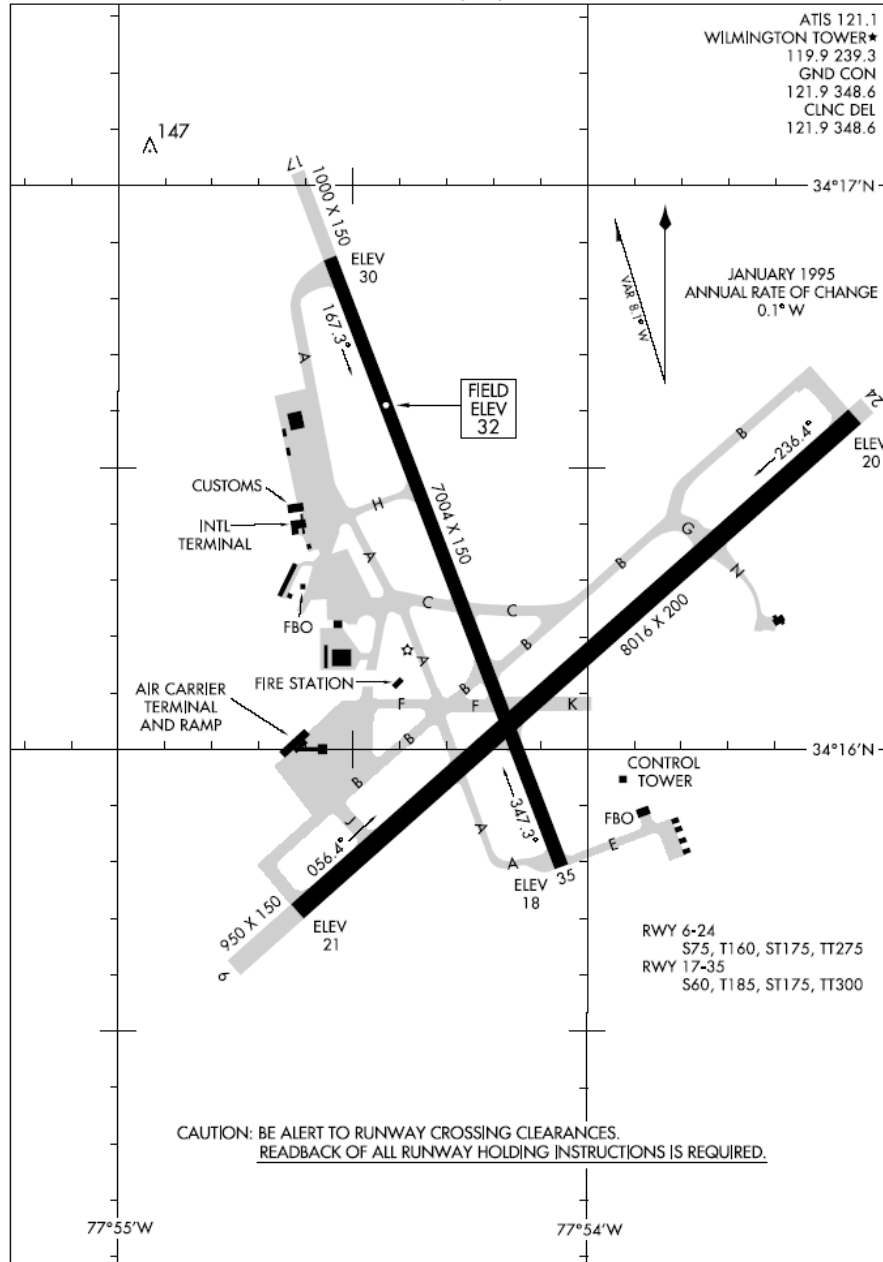 ATIS 121.1
WILMINGTON TOWER★
119.9 239.3
GND CON
121.9 348.6
CLNC DEL
121.9 348.6
147
17
1000 X 150
34°17'N
ELEV
30
VAR 8.1° W
JANUARY 1995
ANNUAL RATE OF CHANGE
0.1° W
167.3°
A
FIELD
ELEV
32
24
B
236.4°
ELEV
20
CUSTOMS
H
7004 X 150
INTL
TERMINAL
G
A
B
N
FBO
C
C
8016 X 200
B
A
FIRE STATION
B
AIR CARRIER
TERMINAL
AND RAMP
F
F
K
B
34°16'N
CONTROL
TOWER
B
347.3°
FBO
J
A
056.4°
E
A
35
ELEV
18
950 X 150
ELEV
21
6
RWY 6-24
S75, T160, ST175, TT275
RWY 17-35
S60, T185, ST175, TT300
CAUTION: BE ALERT TO RUNWAY CROSSING CLEARANCES.
READBACK OF ALL RUNWAY HOLDING INSTRUCTIONS IS REQUIRED.
77°55'W
77°54'W